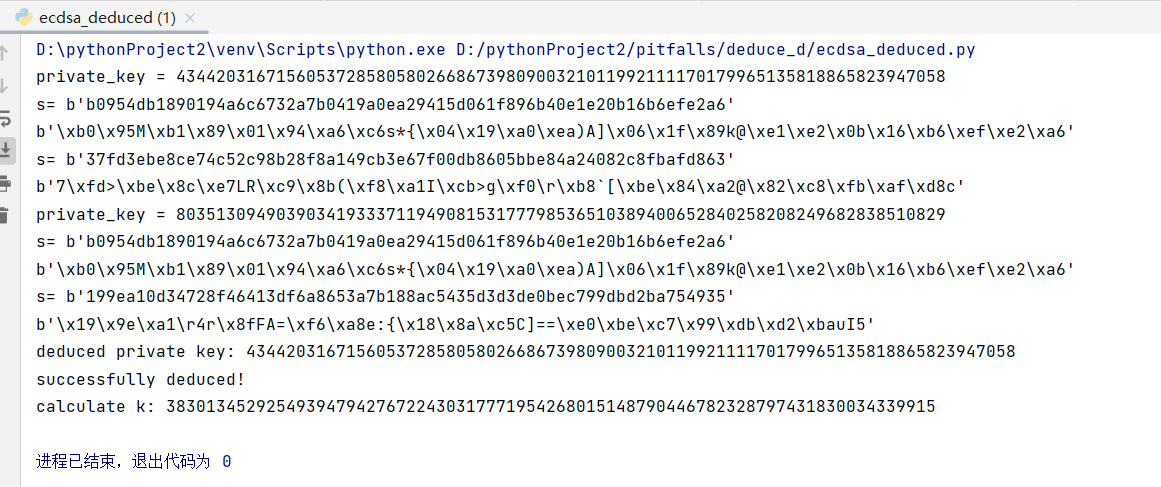 ecdsa_deduced (1)
D:\pythonProject2\venv\Scripts\python.exe D:/pythonProject2/pitfalls/deduce_d/ecdsa_deduced.py
private_key = 43442031671560537285805802668673980900321011992111170179965135818865823947058
s= b'b0954db1890194a6c6732a7b0419a0ea29415d061f896b40e1e20b16b6efe2a6'
b'\xb0\x95M\xb1\x89\x01\x94\xa6\xc6s*{\x04\x19\xa0\xea)A]\x06\x1f\x89k@\xe1\xe2\x0b\x16\xb6\xef\xe2\xa6'
s= b'37fd3ebe8ce74c52c98b28f8a149cb3e67f00db8605bbe84a24082c8fbafd863'
b'7\xfd>\xbe\x8c\xe7LR\xc9\x8b(\xf8\xa1I\xcb>g\xf0\r\xb8`[\xbe\x84\xa2@\x82\xc8\xfb\xaf\xd8c'
private_key = 80351309490390341933371194908153177798536510389400652840258208249682838510829
s= b'b0954db1890194a6c6732a7b0419a0ea29415d061f896b40e1e20b16b6efe2a6'
b'\xb0\x95M\xb1\x89\x01\x94\xa6\xc6s*{\x04\x19\xa0\xea)A]\x06\x1f\x89k@\xe1\xe2\x0b\x16\xb6\xef\xe2\xa6'
s= b'199ea10d34728f46413df6a8653a7b188ac5435d3d3de0bec799dbd2ba754935'
b'\x19\x9e\xa1\r4r\x8fFA=\xf6\xa8e:{\x18\x8a\xc5C]==\xe0\xbe\xc7\x99\xdb\xd2\xbauI5'
deduced private key: 43442031671560537285805802668673980900321011992111170179965135818865823947058
successfully deduced!
calculate k: 38301345292549394794276722430317771954268015148790446782328797431830034339915
进程已结束，退出代码为 0